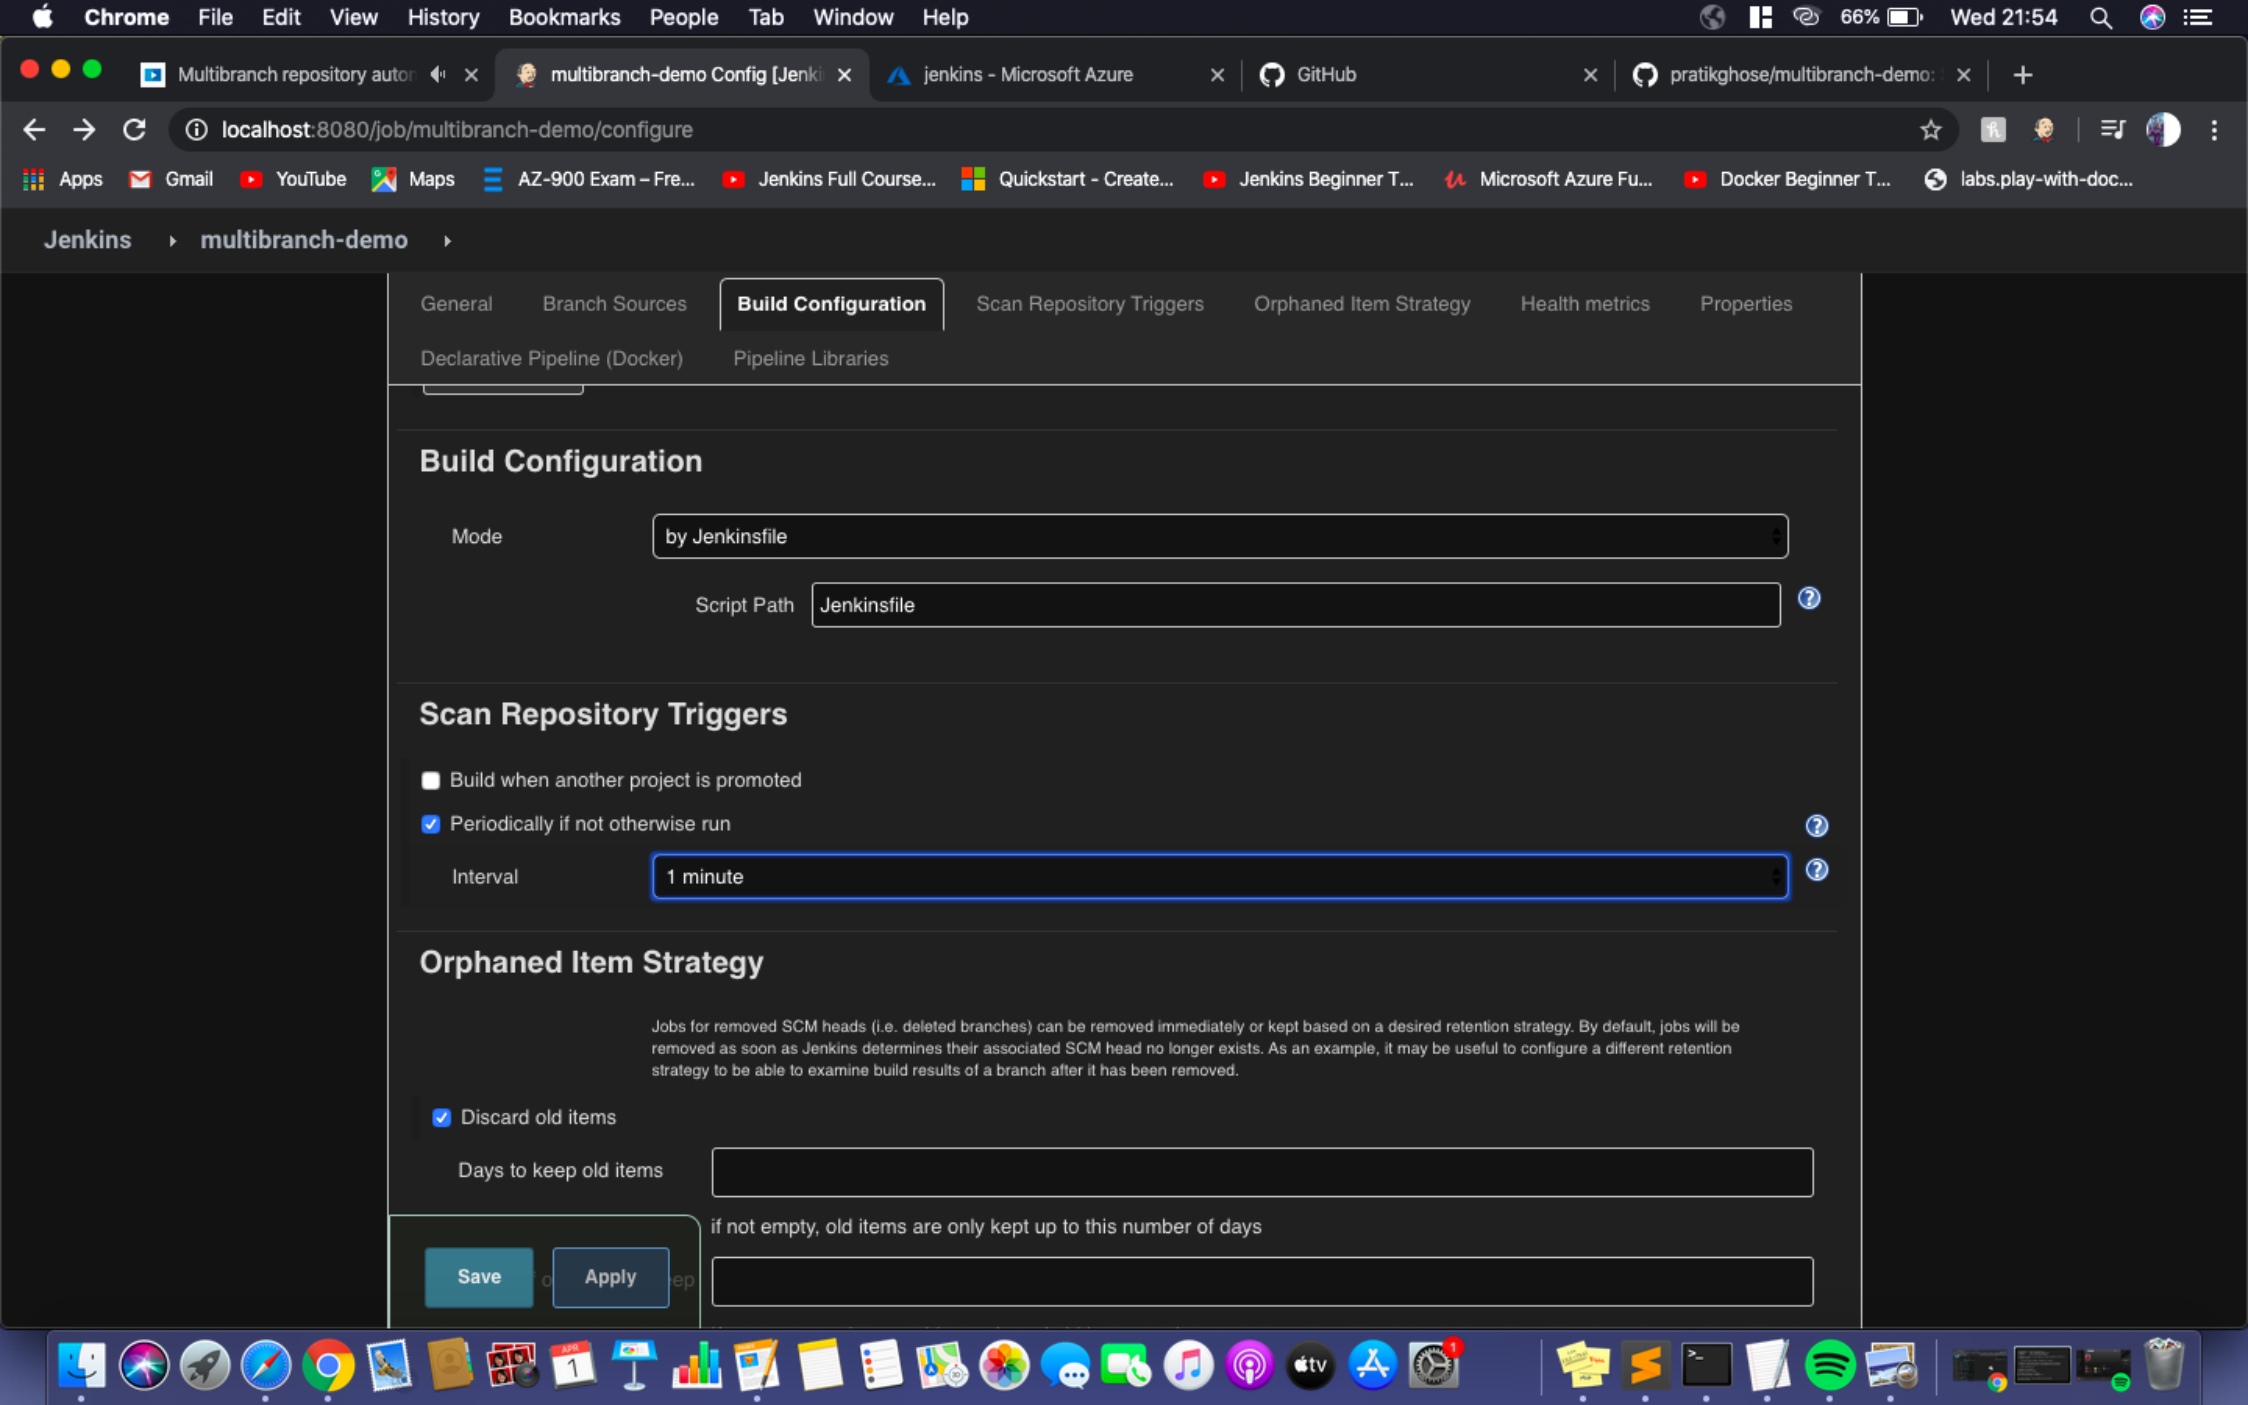 Chrome File Edit View History Bookmarks People Tab Window Help 66% Wed 21:54
Multibranch repository autor multibranch-demo Config [Jenki jenkins - Microsoft Azure GitHub pratikghose/multibranch-demo:
localhost:8080/job/multibranch-demo/configure
Apps Gmail YouTube Maps AZ-900 Exam – Fre... Jenkins Full Course... Quickstart - Create... Jenkins Beginner T... Microsoft Azure Fu... Docker Beginner T... labs.play-with-doc...
Jenkins multibranch-demo
General Branch Sources Build Configuration Scan Repository Triggers Orphaned Item Strategy Health metrics Properties
Declarative Pipeline (Docker) Pipeline Libraries
Build Configuration
Mode by Jenkinsfile
Script Path Jenkinsfile
Scan Repository Triggers
Build when another project is promoted
Periodically if not otherwise run
Interval 1 minute
Orphaned Item Strategy
Jobs for removed SCM heads (i.e. deleted branches) can be removed immediately or kept based on a desired retention strategy. By default, jobs will be
removed as soon as Jenkins determines their associated SCM head no longer exists. As an example, it may be useful to configure a different retention
strategy to be able to examine build results of a branch after it has been removed.
Discard old items
Days to keep old items
if not empty, old items are only kept up to this number of days
Save Apply eep
APR
1
tv
1